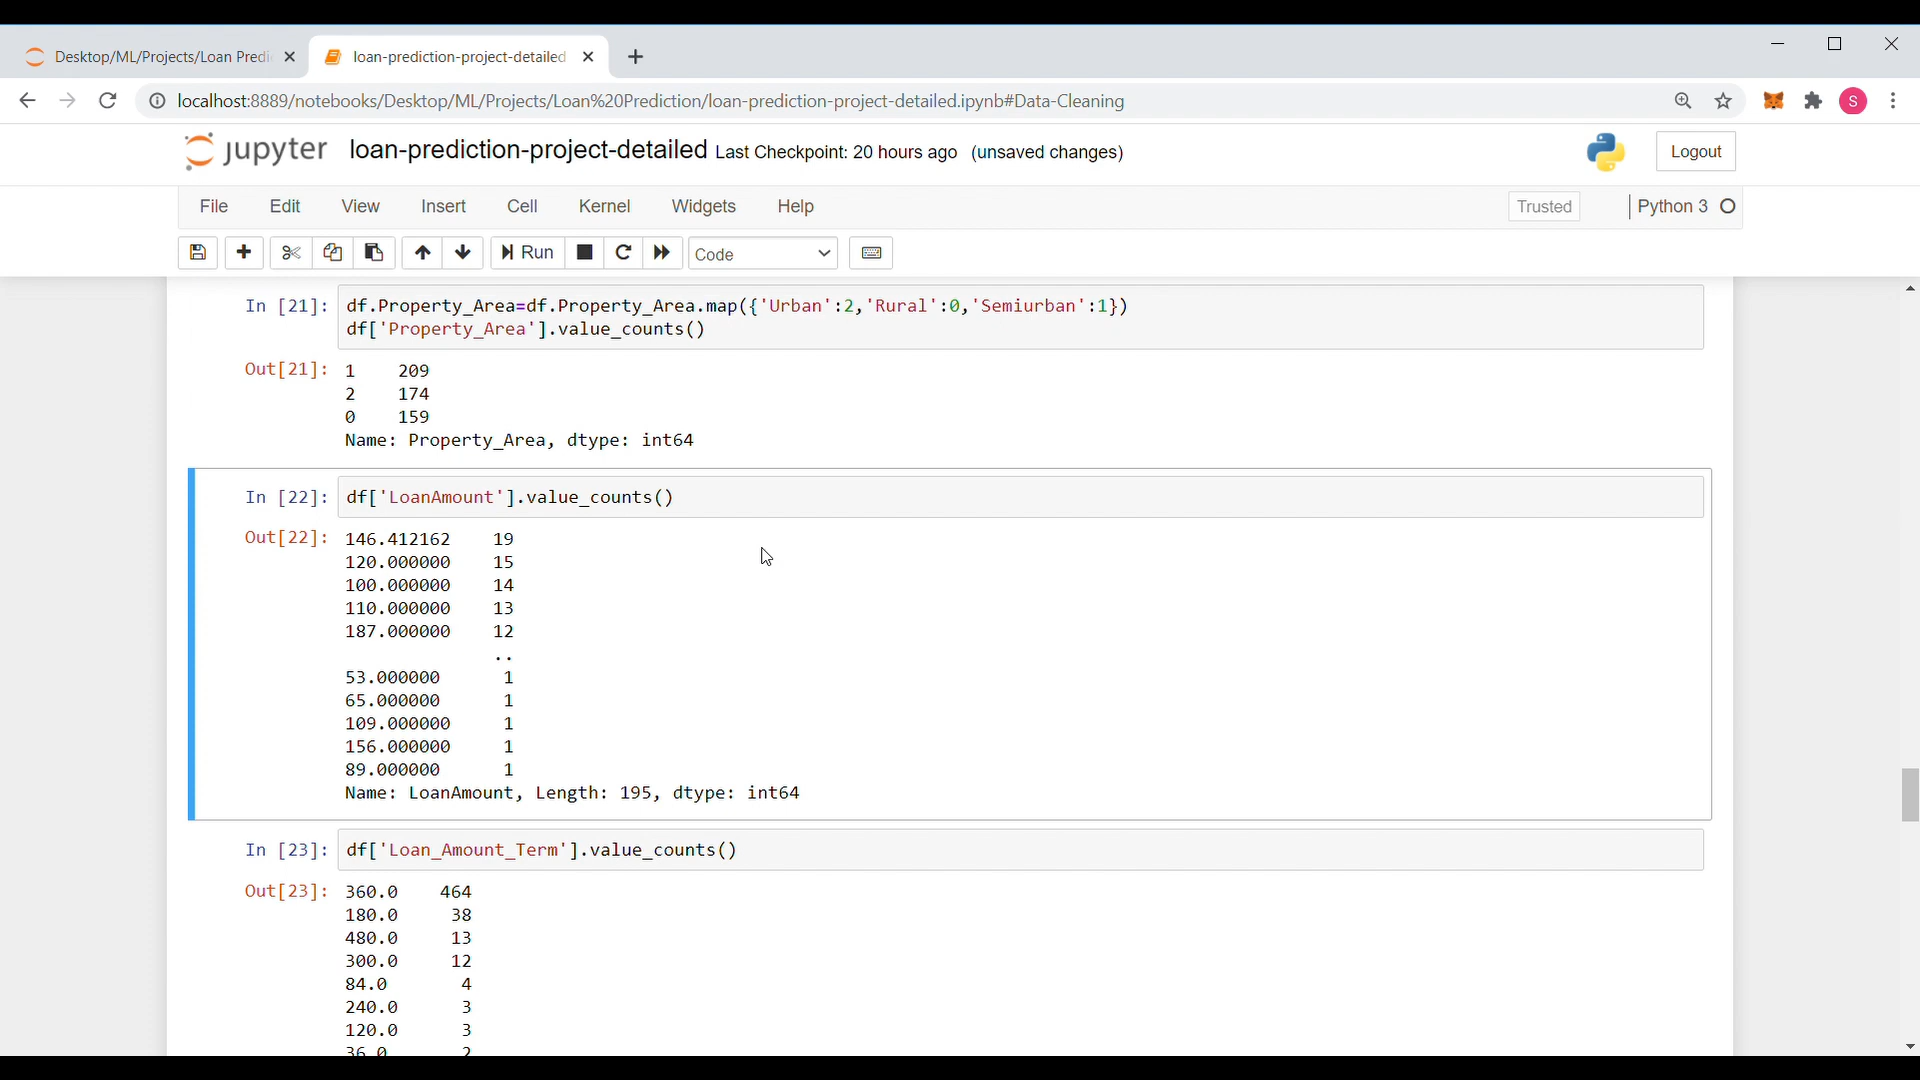 Desktop/ML/Projects/Loan Predi
loan-prediction-project-detailed
localhost:8889/notebooks/Desktop/ML/Projects/Loan%20Prediction/loan-prediction-project-detailed.ipynb#Data-Cleaning
S
jupyter loan-prediction-project-detailed Last Checkpoint: 20 hours ago (unsaved changes)
Logout
File Edit View Insert Cell Kernel Widgets Help
Trusted
Python 3
Run
Code
In [21]: df.Property_Area=df.Property_Area.map({'Urban':2,'Rural':0,'Semiurban':1})
df['Property_Area'].value_counts()
Out[21]: 1 209
2 174
0 159
Name: Property_Area, dtype: int64
In [22]: df['LoanAmount'].value_counts()
Out[22]: 146.412162 19
120.000000 15
100.000000 14
110.000000 13
187.000000 12
..
53.000000 1
65.000000 1
109.000000 1
156.000000 1
89.000000 1
Name: LoanAmount, Length: 195, dtype: int64
In [23]: df['Loan_Amount_Term'].value_counts()
Out[23]: 360.0 464
180.0 38
480.0 13
300.0 12
84.0 4
240.0 3
120.0 3
36.0 2